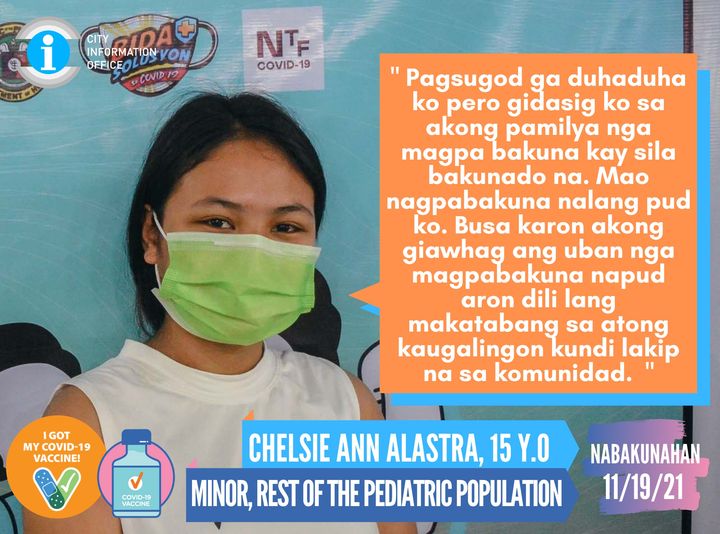 CITY
INFORMATION
OFFICE
BIDA
SOLUSYON
COVID 19
NTF
COVID-19
" Pagsugod ga duhaduha
ko pero gidasig ko sa
akong pamilya nga
magpa bakuna kay sila
bakunado na. Mao
nagpabakuna nalang pud
ko. Busa karon akong
giawhag ang uban nga
magpabakuna napud
aron dili lang
makatabang sa atong
kaugalingon kundi lakip
na sa komunidad. "
I GOT
MY COVID-19
VACCINE!
COVID-19
VACCINE
CHELSIE ANN ALASTRA, 15 Y.O
MINOR, REST OF THE PEDIATRIC POPULATION
NABAKUNAHAN
11/19/21